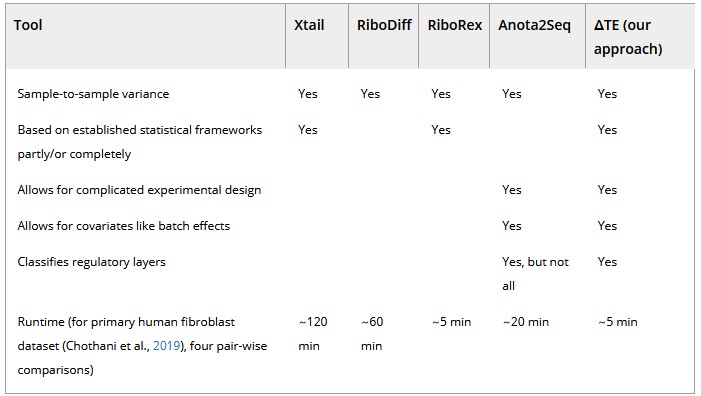 Tool Xtail RiboDiff RiboRex Anota2Seq ΔTE (our
approach)
Sample-to-sample variance Yes Yes Yes Yes Yes
Based on established statistical frameworks Yes Yes Yes
partly/or completely
Allows for complicated experimental design Yes Yes
Allows for covariates like batch effects Yes Yes
Classifies regulatory layers Yes, but not Yes
all
Runtime (for primary human fibroblast ~120 ~60 ~5 min ~20 min ~5 min
dataset (Chothani et al., 2019), four pair-wise min min
comparisons)